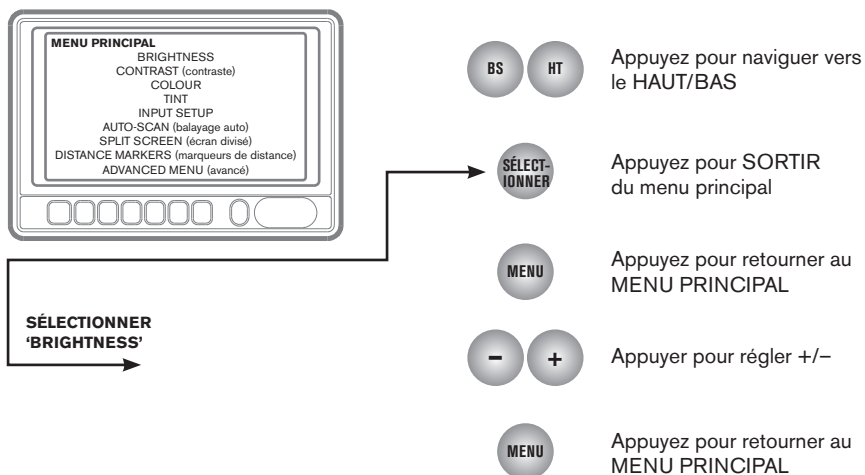 MENU PRINCIPAL
BRIGHTNESS
CONTRAST (contraste)
COLOUR
TINT
INPUT SETUP
AUTO-SCAN (balayage auto)
SPLIT SCREEN (écran divisé)
DISTANCE MARKERS (marqueurs de distance)
ADVANCED MENU (avancé)
SÉLECTIONNER
‘BRIGHTNESS’
BS HT
Appuyez pour naviguer vers
le HAUT/BAS
SÉLECT-
IONNER
Appuyez pour SORTIR
du menu principal
MENU
Appuyez pour retourner au
MENU PRINCIPAL
– +
Appuyer pour régler +/–
MENU
Appuyez pour retourner au
MENU PRINCIPAL